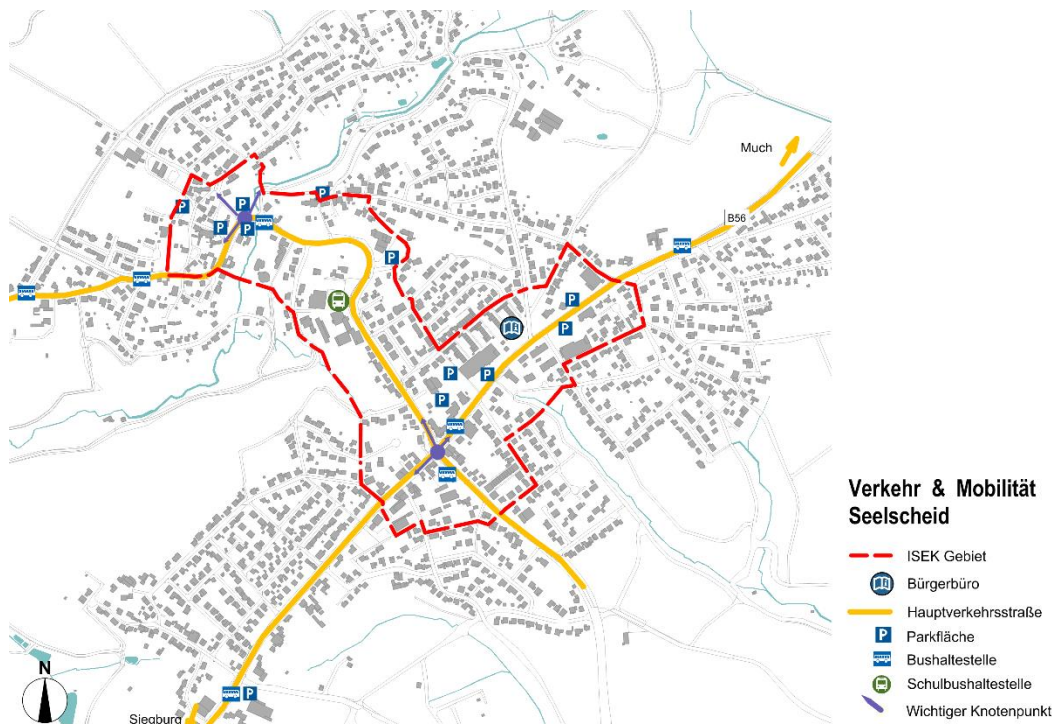 Much
B56
P
P
P
P
P
P
P
P
P
P
P
P
Verkehr & Mobilität
Seelscheid
ISEK Gebiet
Bürgerbüro
Hauptverkehrsstraße
P Parkfläche
Bushaltestelle
Schulbushaltestelle
Wichtiger Knotenpunkt
N
P
Siegburg